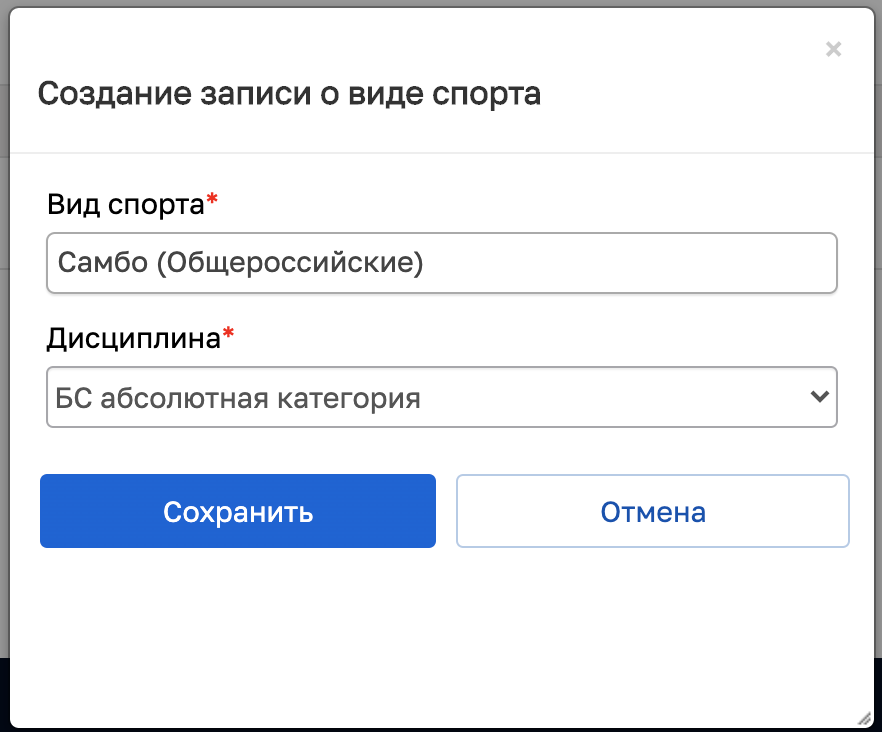 ×
Создание записи о виде спорта
Вид спорта*
Самбо (Общероссийские)
Дисциплина*
БС абсолютная категория
Сохранить
Отмена